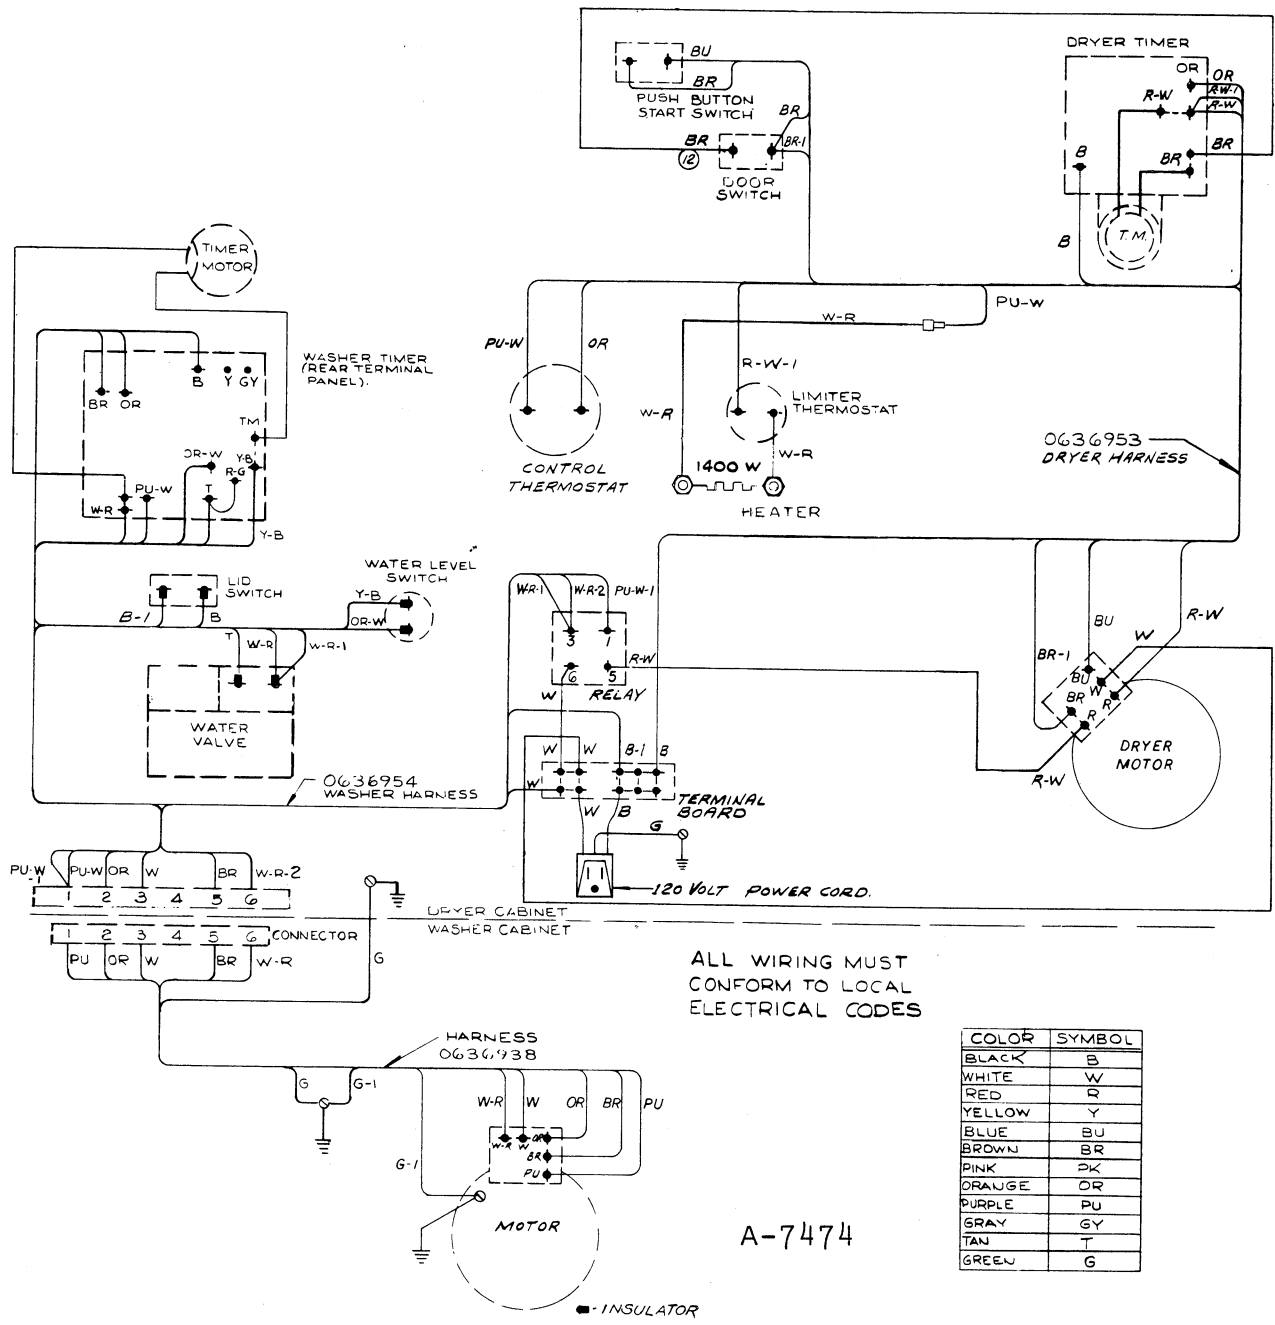 BU
BR
PUSH BUTTON
START SWITCH
BR
BR
12
BR-1
DOOR
SWITCH
DRYER TIMER
OR
OR
R-W-1
R-W
R-W
BR
BR
B
B
T.M.
TIMER
MOTOR
WASHER TIMER
(REAR TERMINAL
PANEL).
B
Y
GY
BR
OR
TM
OR-W
Y-B
R-G
PU-W
T
W-R
Y-B
PU-W
W-R
PU-W
OR
R-W-1
LIMITER
THERMOSTAT
W-R
W-R
1400 W
CONTROL
THERMOSTAT
HEATER
0636953
DRYER HARNESS
LID
SWITCH
B-1
B
WATER LEVEL
SWITCH
Y-B
OR-W
T
W-R
W-R-1
WATER
VALVE
W-R-1
W-R-2
PU-W-1
3
1
6
5
R-W
W
RELAY
BU
R-W
W
BR-1
BU
W
R
BR
R
R-W
DRYER
MOTOR
0636954
WASHER HARNESS
W
W
B-1
B
W
W
B
TERMINAL
BOARD
G
120 VOLT POWER CORD.
PU-W
PU-W
OR
W
BR
W-R-2
1
2
3
4
5
6
DRYER CABINET
WASHER CABINET
1
2
3
4
5
6
CONNECTOR
PU
OR
W
BR
W-R
G
ALL WIRING MUST
CONFORM TO LOCAL
ELECTRICAL CODES
HARNESS
0636938
G
G-1
W-R
W
OR
BR
PU
W-R
W
OR
BR
PU
G-1
MOTOR
A-7474
COLOR SYMBOL
BLACK B
WHITE W
RED R
YELLOW Y
BLUE BU
BROWN BR
PINK PK
ORANGE OR
PURPLE PU
GRAY GY
TAN T
GREEN G
-INSULATOR